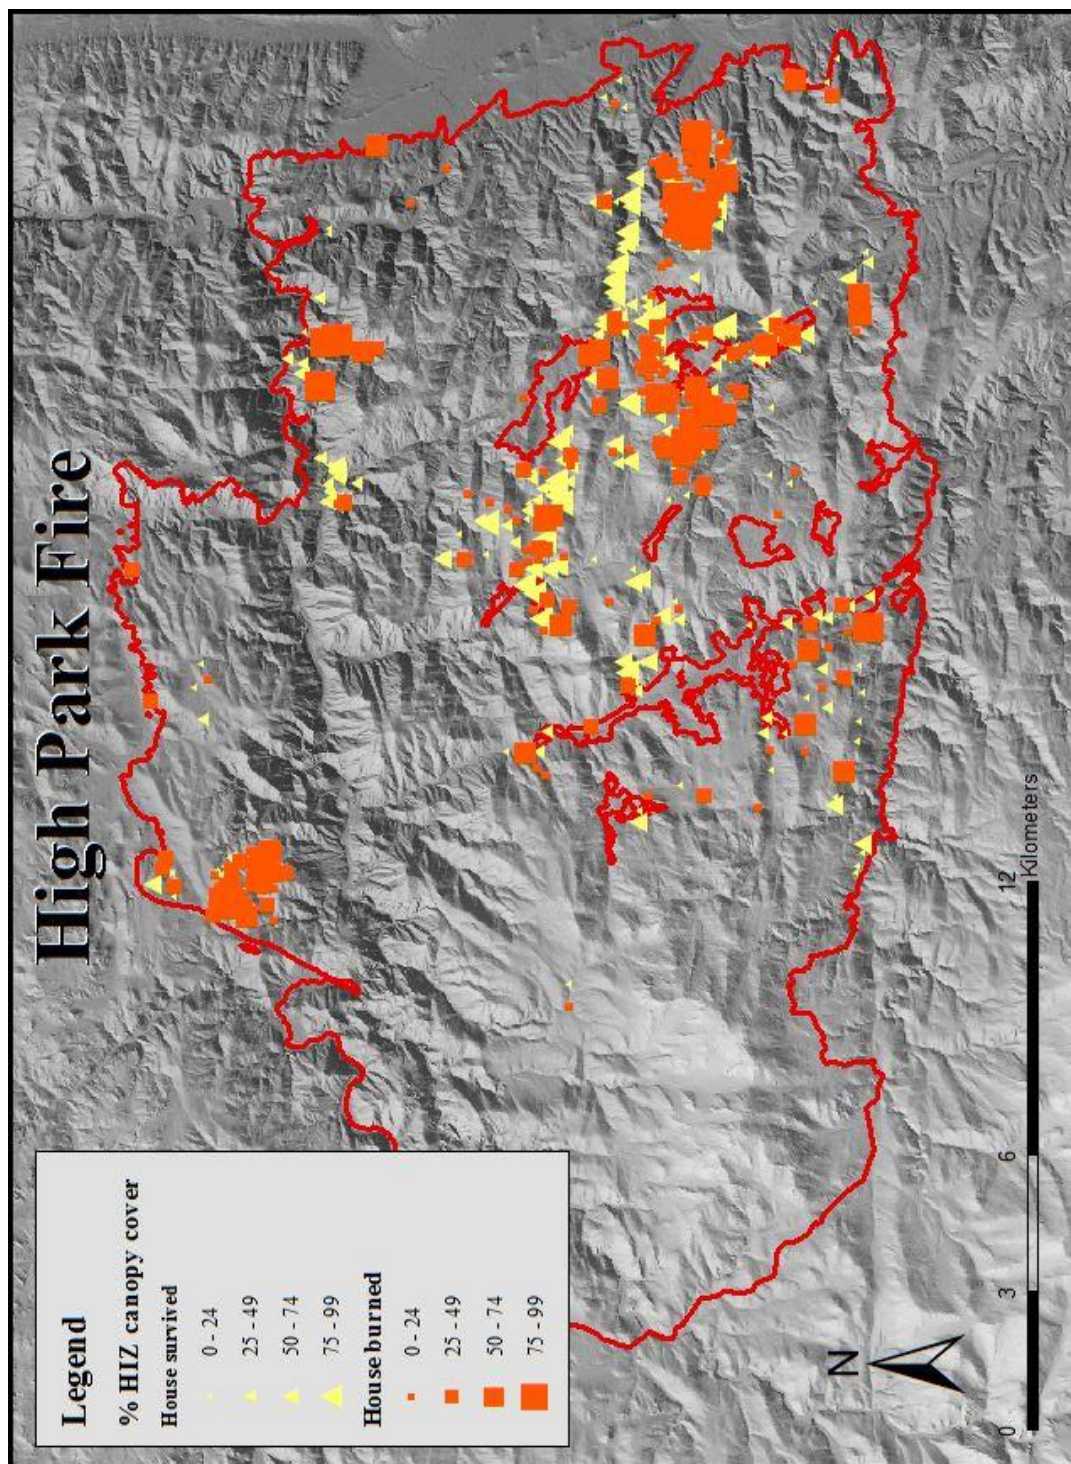 High Park Fire
Legend
% HIZ canopy cover
House survived
0 - 24
25 - 49
50 - 74
75 - 99
House burned
0 - 24
25 - 49
50 - 74
75 - 99
N
0 3 6 12
Kilometers